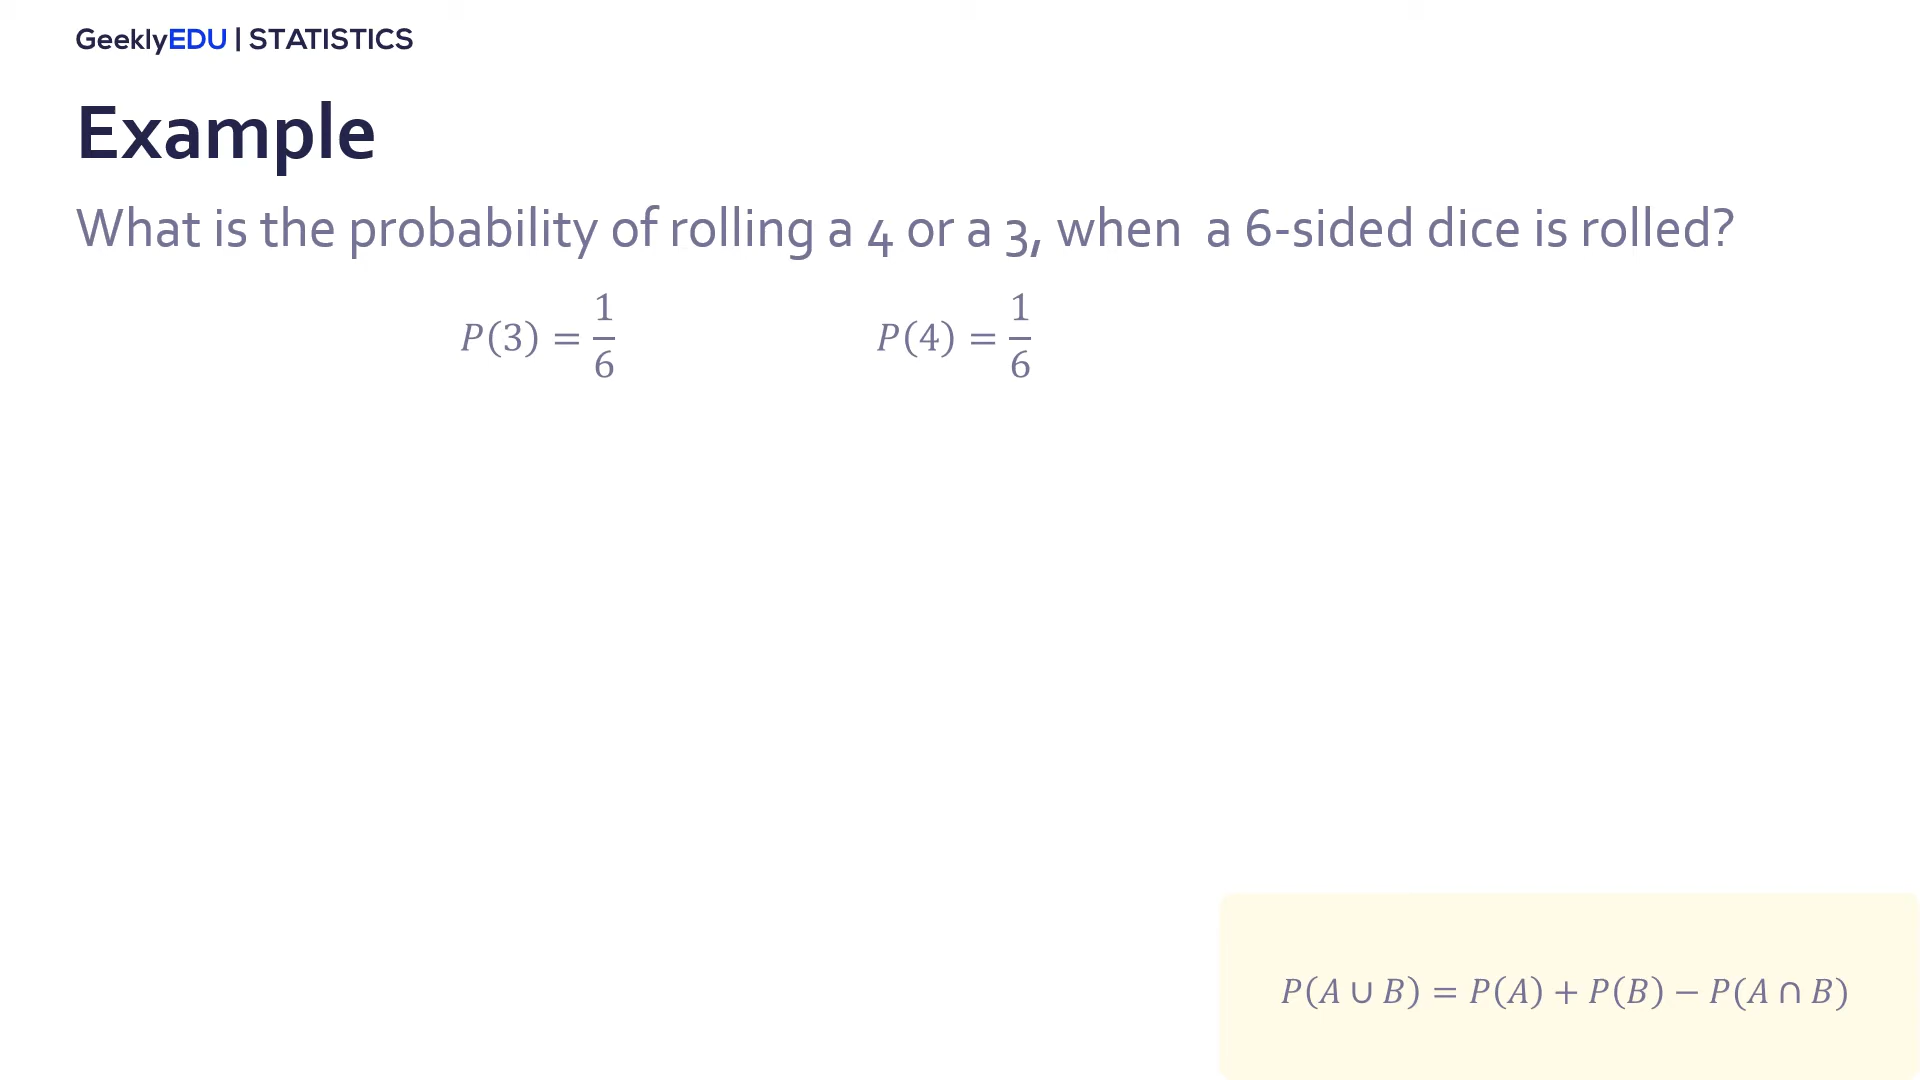 GeeklyEDU | STATISTICS
Example
What is the probability of rolling a 4 or a 3, when  a 6-sided dice is rolled?
P(3) = 1/6
P(4) = 1/6
P(A ∪ B) = P(A) + P(B) − P(A ∩ B)